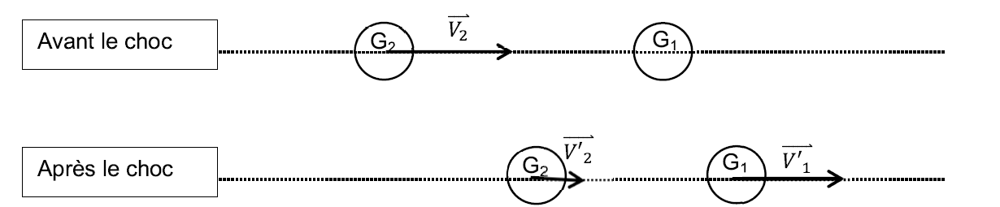 Avant le choc G₂ V₂ G₁
Après le choc G₂ V'₂ G₁ V'₁